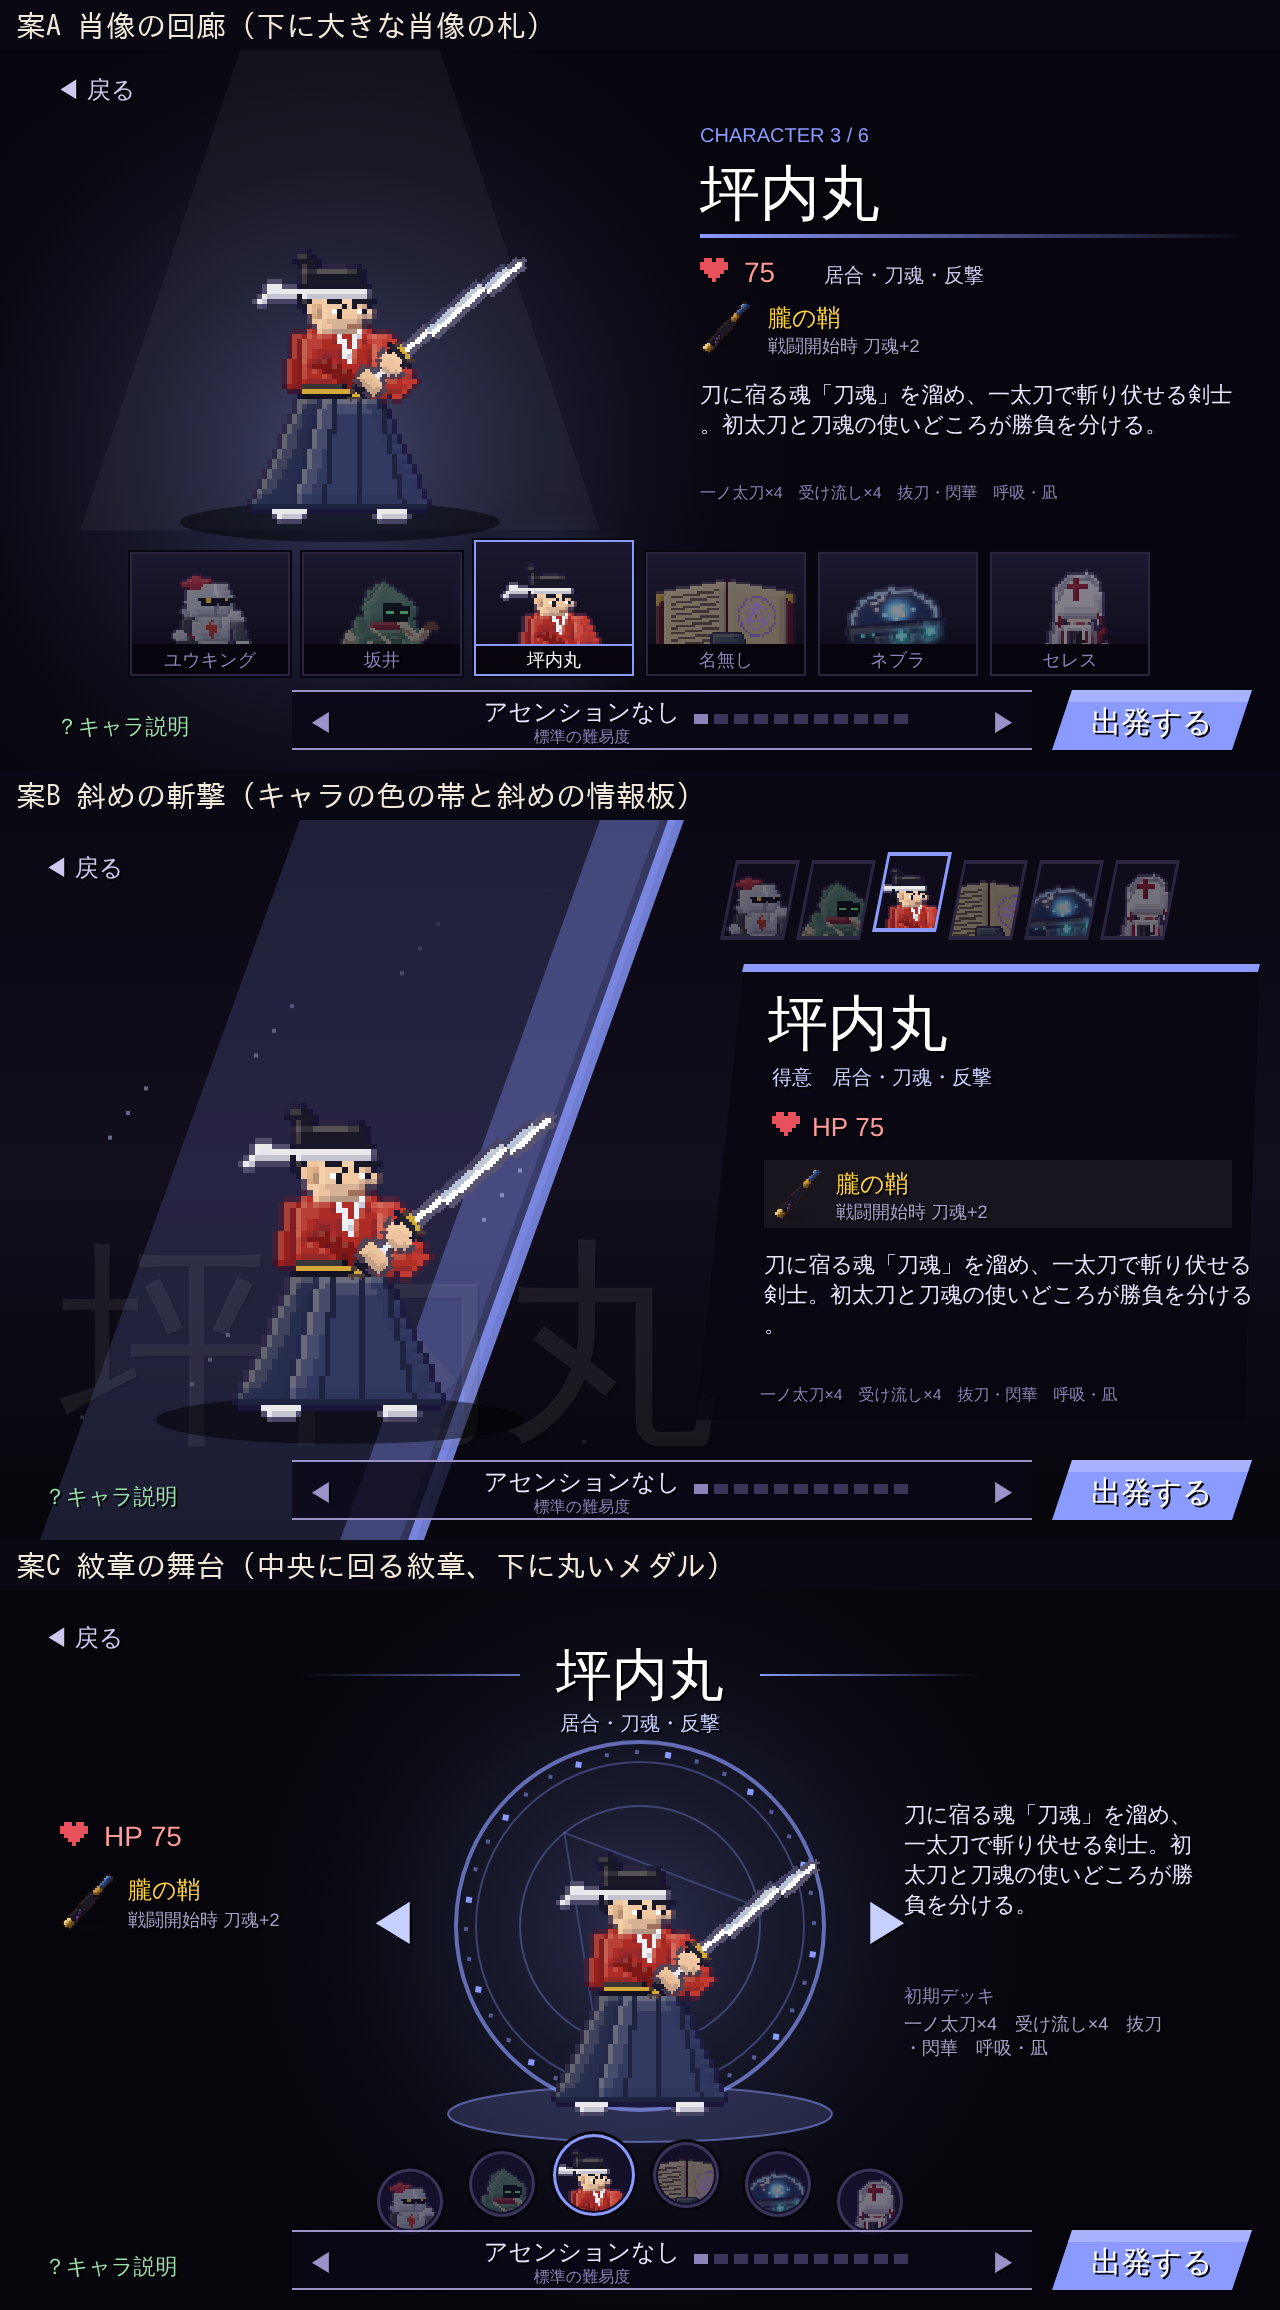 案A 肖像の回廊（下に大きな肖像の札）
◀ 戻る
CHARACTER 3 / 6
坪内丸
75 居合・刀魂・反撃
朧の鞘
戦闘開始時 刀魂+2
刀に宿る魂「刀魂」を溜め、一太刀で斬り伏せる剣士
。初太刀と刀魂の使いどころが勝負を分ける。
一ノ太刀×4　受け流し×4　抜刀・閃華　呼吸・凪
ユウキング
坂井
坪内丸
名無し
ネブラ
セレス
？キャラ説明
◀ アセンションなし ▶
標準の難易度
出発する
案B 斜めの斬撃（キャラの色の帯と斜めの情報板）
◀ 戻る
坪内丸
得意　居合・刀魂・反撃
HP 75
朧の鞘
戦闘開始時 刀魂+2
刀に宿る魂「刀魂」を溜め、一太刀で斬り伏せる
剣士。初太刀と刀魂の使いどころが勝負を分ける
。
一ノ太刀×4　受け流し×4　抜刀・閃華　呼吸・凪
坪内丸
？キャラ説明
◀ アセンションなし ▶
標準の難易度
出発する
案C 紋章の舞台（中央に回る紋章、下に丸いメダル）
◀ 戻る
坪内丸
居合・刀魂・反撃
HP 75
朧の鞘
戦闘開始時 刀魂+2
◀ ▶
刀に宿る魂「刀魂」を溜め、
一太刀で斬り伏せる剣士。初
太刀と刀魂の使いどころが勝
負を分ける。
初期デッキ
一ノ太刀×4　受け流し×4　抜刀
・閃華　呼吸・凪
？キャラ説明
◀ アセンションなし ▶
標準の難易度
出発する